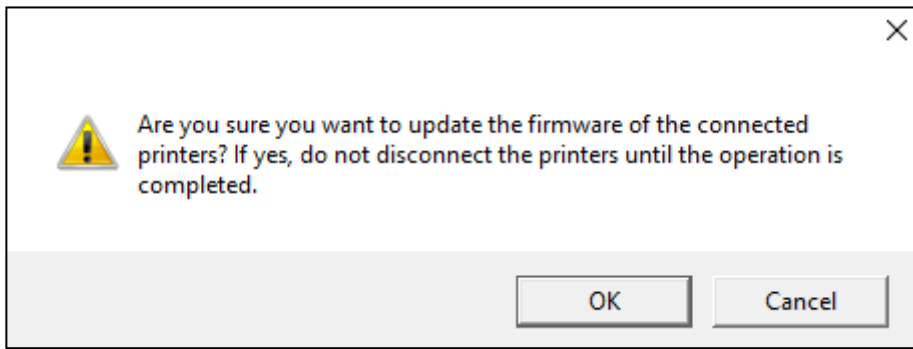 Are you sure you want to update the firmware of the connected
printers? If yes, do not disconnect the printers until the operation is
completed.
OK
Cancel